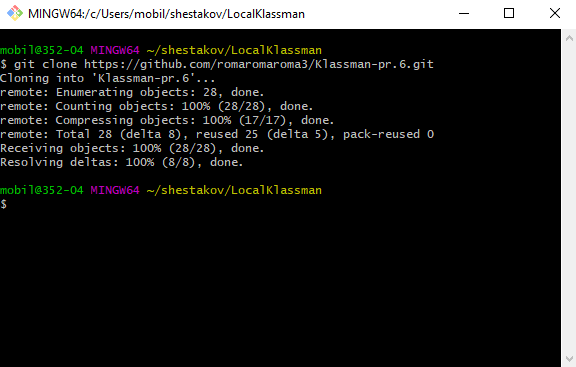 MINGW64:/c/Users/mobil/shestakov/LocalKlassman
mobil@352-04 MINGW64 ~/shestakov/LocalKlassman
$ git clone https://github.com/romaromaroma3/Klassman-pr.6.git
Cloning into 'Klassman-pr.6'...
remote: Enumerating objects: 28, done.
remote: Counting objects: 100% (28/28), done.
remote: Compressing objects: 100% (17/17), done.
remote: Total 28 (delta 8), reused 25 (delta 5), pack-reused 0
Receiving objects: 100% (28/28), done.
Resolving deltas: 100% (8/8), done.
mobil@352-04 MINGW64 ~/shestakov/LocalKlassman
$